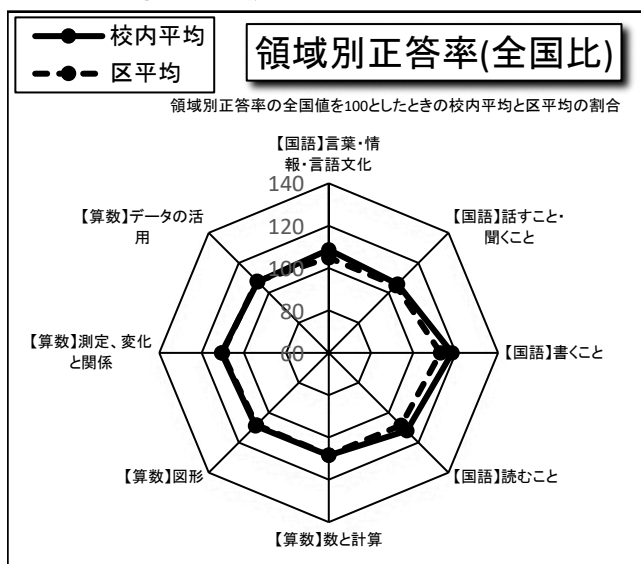 校内平均
区平均
領域別正答率(全国比)
領域別正答率の全国値を100としたときの校内平均と区平均の割合
【国語】言葉・情
報・言語文化
【国語】話すこと・
聞くこと
【国語】書くこと
【国語】読むこと
【算数】数と計算
【算数】図形
【算数】測定、変化
と関係
【算数】データの活
用
140
120
100
80
60